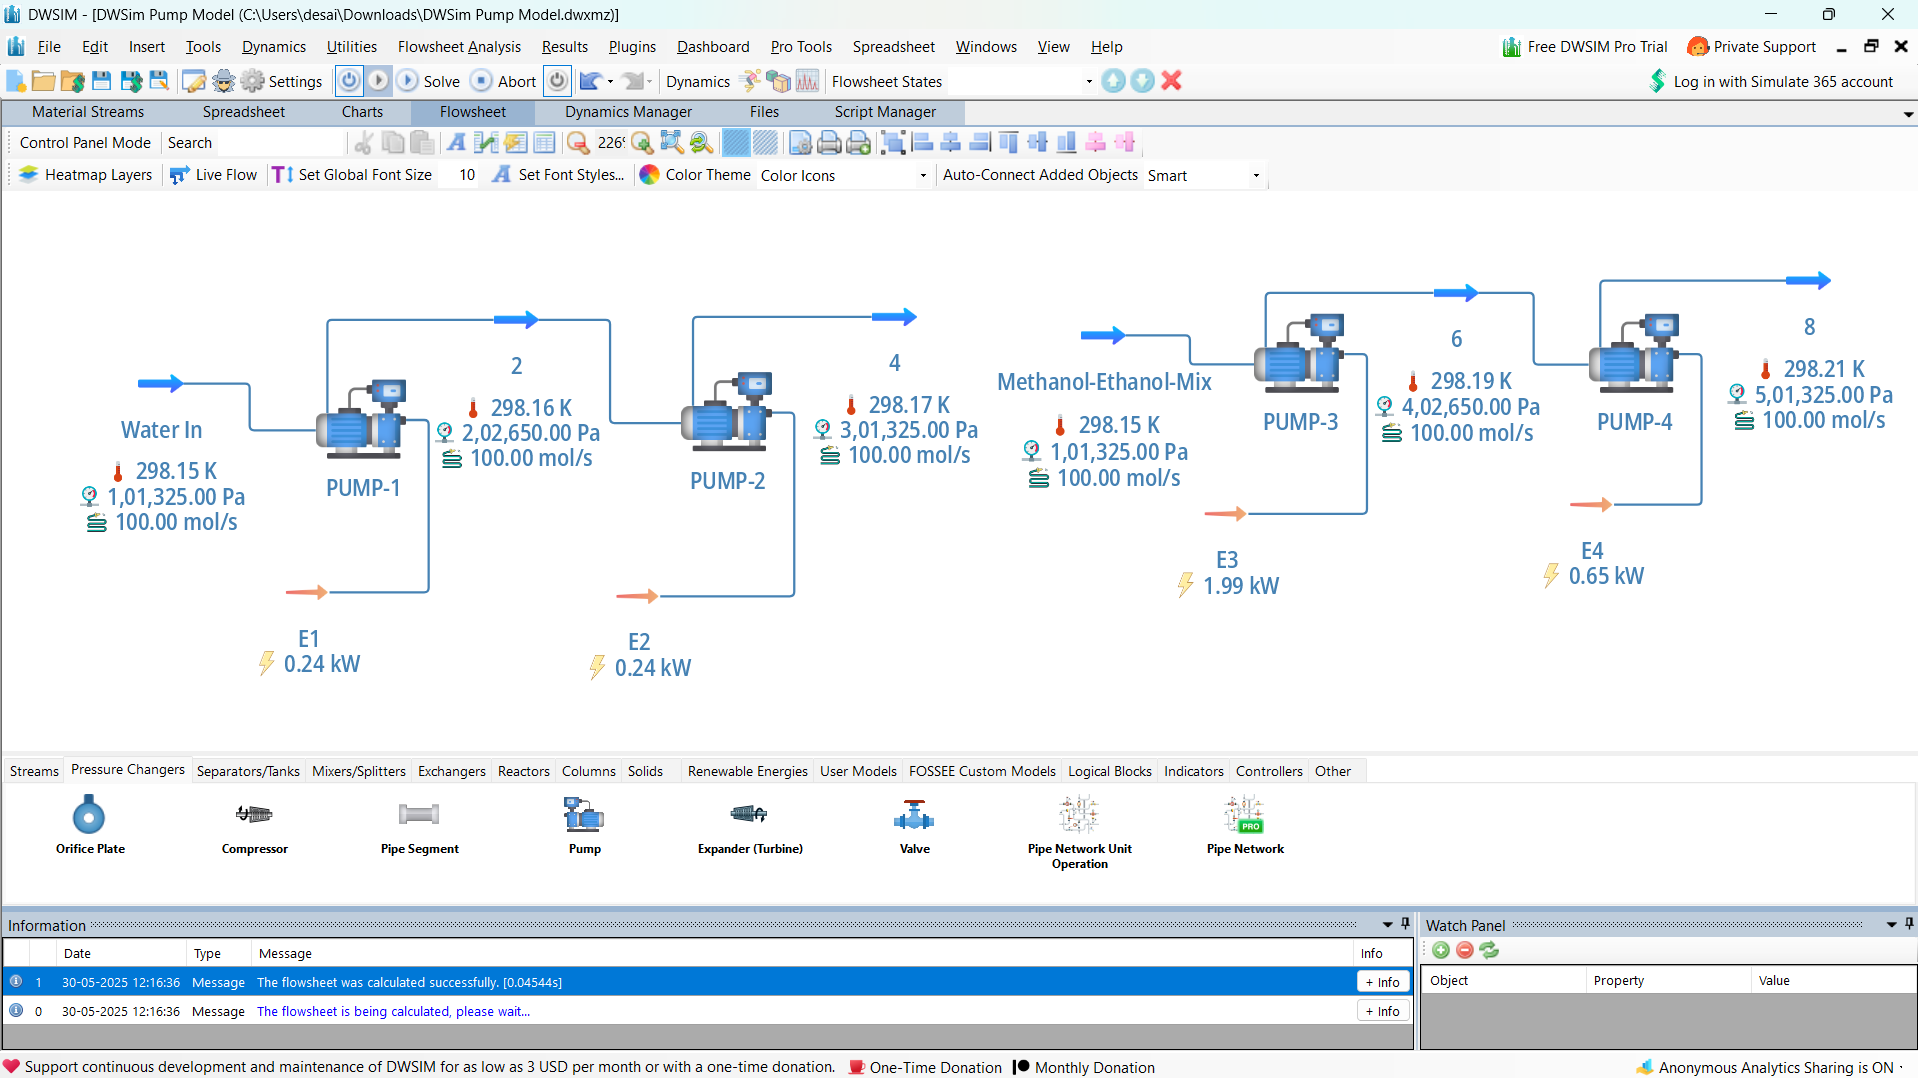 DWSIM - [DWSim Pump Model (C:\Users\desai\Downloads\DWSim Pump Model.dwxmz)]
File Edit Insert Tools Dynamics Utilities Flowsheet Analysis Results Plugins Dashboard Pro Tools Spreadsheet Windows View Help Free DWSIM Pro Trial Private Support
Settings Solve Abort Dynamics Flowsheet States Log in with Simulate 365 account
Material Streams Spreadsheet Charts Flowsheet Dynamics Manager Files Script Manager
Control Panel Mode Search 226%
Heatmap Layers Live Flow Set Global Font Size 10 Set Font Styles... Color Theme Color Icons Auto-Connect Added Objects Smart
Water In
298.15 K
1,01,325.00 Pa
100.00 mol/s
PUMP-1
E1
0.24 kW
2
298.16 K
2,02,650.00 Pa
100.00 mol/s
PUMP-2
E2
0.24 kW
4
298.17 K
3,01,325.00 Pa
100.00 mol/s
Methanol-Ethanol-Mix
298.15 K
1,01,325.00 Pa
100.00 mol/s
PUMP-3
E3
1.99 kW
6
298.19 K
4,02,650.00 Pa
100.00 mol/s
PUMP-4
E4
0.65 kW
8
298.21 K
5,01,325.00 Pa
100.00 mol/s
Streams Pressure Changers Separators/Tanks Mixers/Splitters Exchangers Reactors Columns Solids Renewable Energies User Models FOSSEE Custom Models Logical Blocks Indicators Controllers Other
PRO
Orifice Plate Compressor Pipe Segment Pump Expander (Turbine) Valve Pipe Network Unit Operation Pipe Network
Information
Date Type Message Info
1 30-05-2025 12:16:36 Message The flowsheet was calculated successfully. [0.04544s] + Info
0 30-05-2025 12:16:36 Message The flowsheet is being calculated, please wait... + Info
Watch Panel
Object Property Value
Support continuous development and maintenance of DWSIM for as low as 3 USD per month or with a one-time donation. One-Time Donation Monthly Donation Anonymous Analytics Sharing is ON